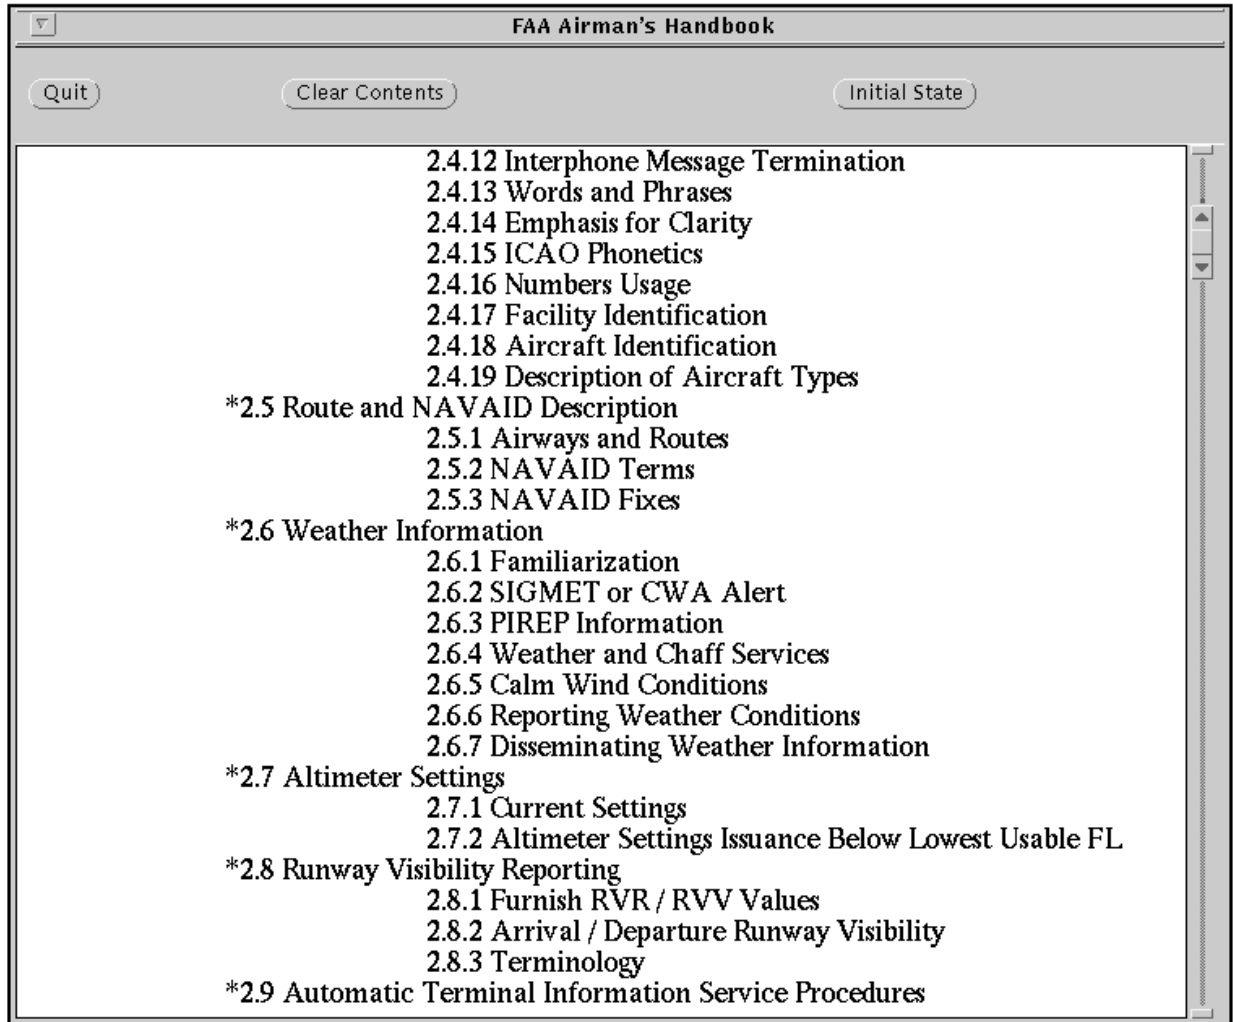 FAA Airman's Handbook
Quit
Clear Contents
Initial State
2.4.12 Interphone Message Termination
2.4.13 Words and Phrases
2.4.14 Emphasis for Clarity
2.4.15 ICAO Phonetics
2.4.16 Numbers Usage
2.4.17 Facility Identification
2.4.18 Aircraft Identification
2.4.19 Description of Aircraft Types
*2.5 Route and NAVAID Description
2.5.1 Airways and Routes
2.5.2 NAVAID Terms
2.5.3 NAVAID Fixes
*2.6 Weather Information
2.6.1 Familiarization
2.6.2 SIGMET or CWA Alert
2.6.3 PIREP Information
2.6.4 Weather and Chaff Services
2.6.5 Calm Wind Conditions
2.6.6 Reporting Weather Conditions
2.6.7 Disseminating Weather Information
*2.7 Altimeter Settings
2.7.1 Current Settings
2.7.2 Altimeter Settings Issuance Below Lowest Usable FL
*2.8 Runway Visibility Reporting
2.8.1 Furnish RVR / RVV Values
2.8.2 Arrival / Departure Runway Visibility
2.8.3 Terminology
*2.9 Automatic Terminal Information Service Procedures